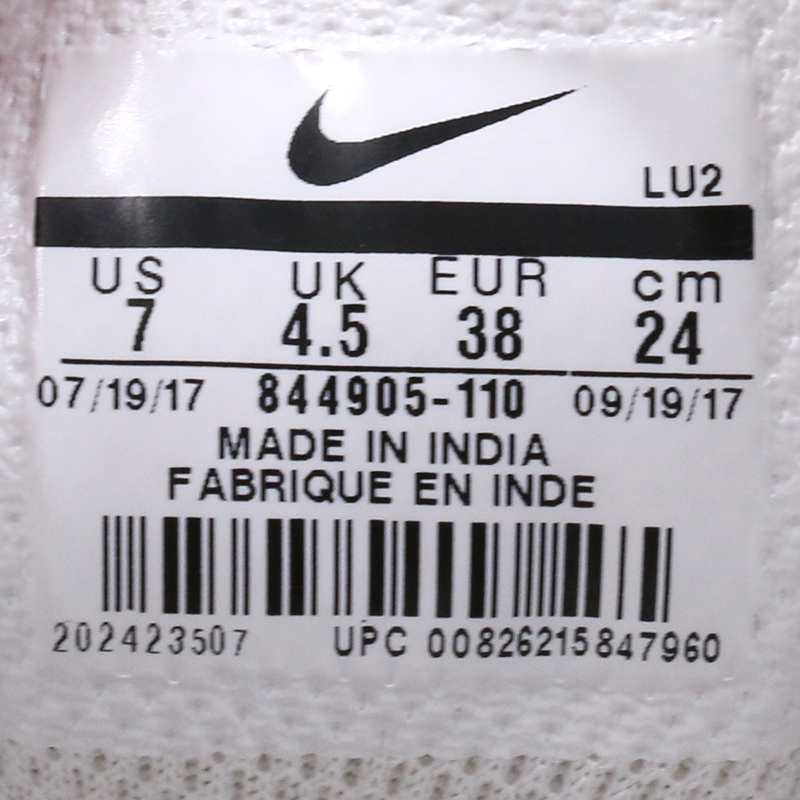 LU2
US UK EUR cm
7 4.5 38 24
07/19/17 844905-110 09/19/17
MADE IN INDIA
FABRIQUE EN INDE
202423507 UPC 00826215847960